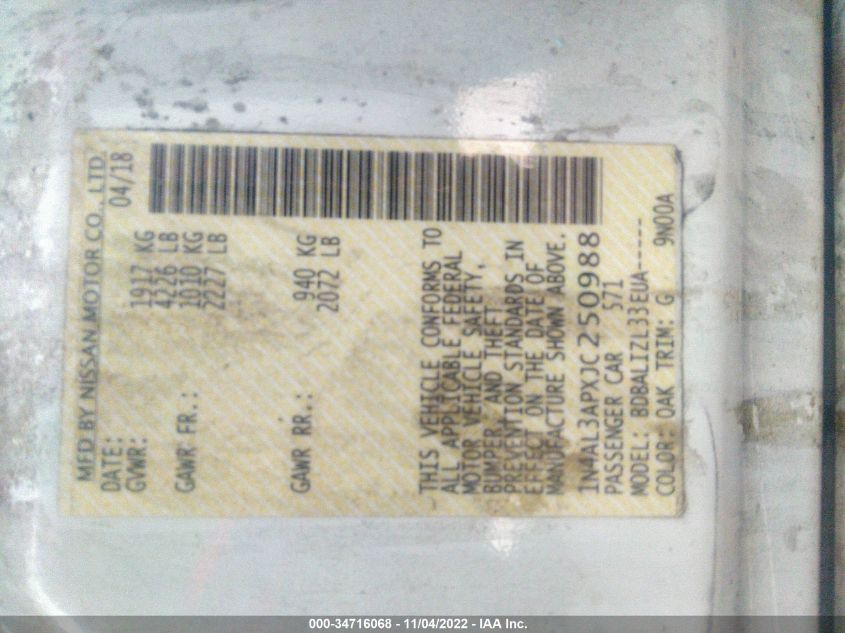 MFD BY NISSAN MOTOR CO., LTD.
DATE: 04/18
GVWR: 1917 KG
4226 LB
GAWR FR.: 1010 KG
2227 LB
GAWR RR.: 940 KG
2072 LB
THIS VEHICLE CONFORMS TO
ALL APPLICABLE FEDERAL
MOTOR VEHICLE SAFETY,
BUMPER, AND THEFT
PREVENTION STANDARDS IN
EFFECT ON THE DATE OF
MANUFACTURE SHOWN ABOVE.
1N4AL3APXJC250988
PASSENGER CAR 571
MODEL: BDBALIZL33EUA-----
COLOR: QAK TRIM: G 9N00A
000-34716068 - 11/04/2022 - IAA Inc.